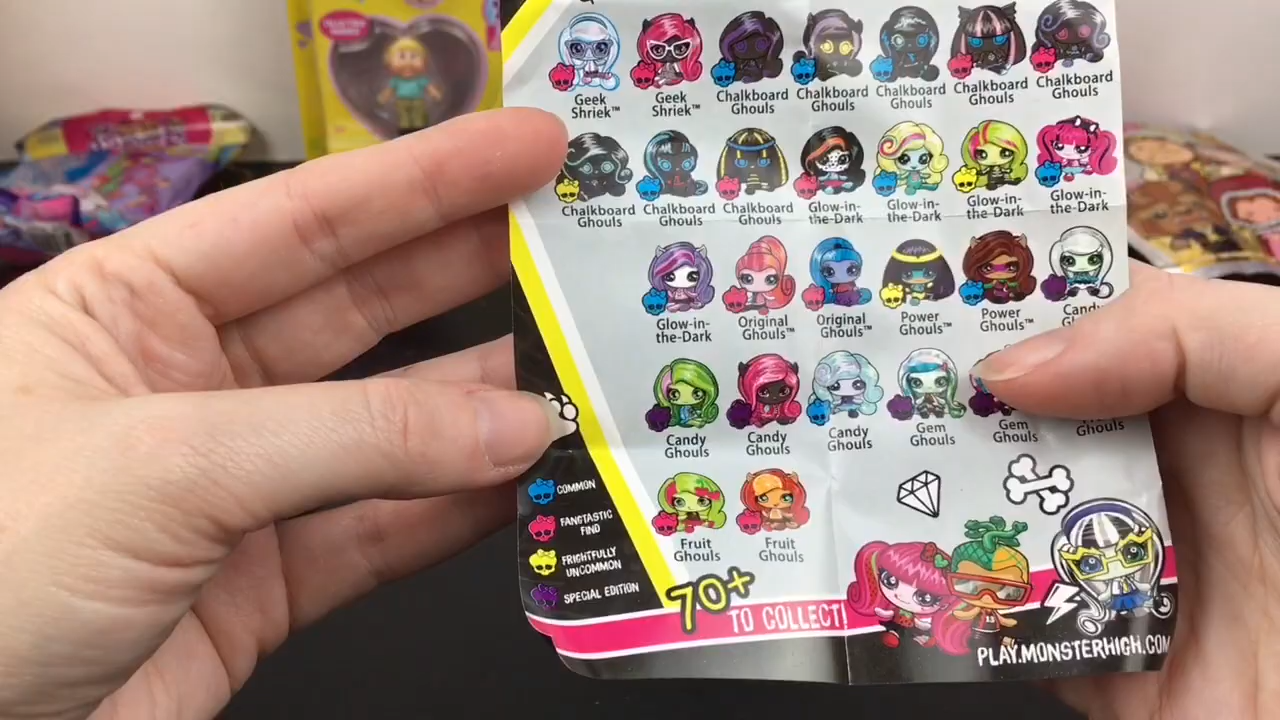 Geek Shriek™
Geek Shriek™
Chalkboard Ghouls
Chalkboard Ghouls
Chalkboard Ghouls
Chalkboard Ghouls
Chalkboard Ghouls
Chalkboard Ghouls
Chalkboard Ghouls
Chalkboard Ghouls
Glow-in-the-Dark
Glow-in-the-Dark
Glow-in-the-Dark
Glow-in-the-Dark
Glow-in-the-Dark
Original Ghouls™
Original Ghouls™
Power Ghouls™
Power Ghouls™
Candy
Candy Ghouls
Candy Ghouls
Candy Ghouls
Gem Ghouls
Gem Ghouls
Ghouls
Fruit Ghouls
Fruit Ghouls
COMMON
FANGTASTIC FIND
FRIGHTFULLY UNCOMMON
SPECIAL EDITION
70+
TO COLLECT!
13
PLAY.MONSTERHIGH.COM